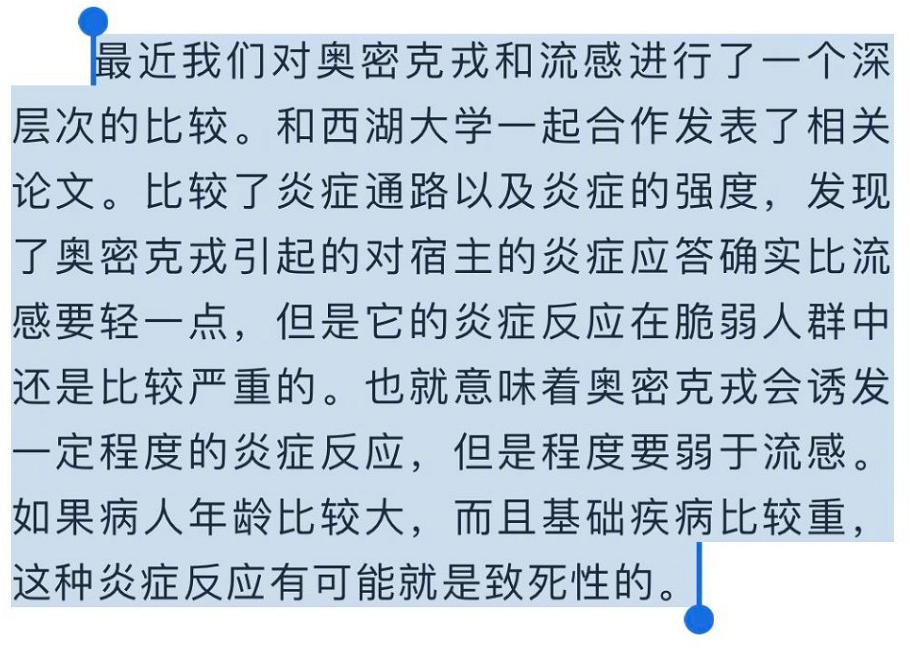 最近我们对奥密克戎和流感进行了一个深
层次的比较。和西湖大学一起合作发表了相关
论文。比较了炎症通路以及炎症的强度，发现
了奥密克戎引起的对宿主的炎症应答确实比流
感要轻一点，但是它的炎症反应在脆弱人群中
还是比较严重的。也就意味着奥密克戎会诱发
一定程度的炎症反应，但是程度要弱于流感。
如果病人年龄比较大，而且基础疾病比较重，
这种炎症反应有可能就是致死性的。